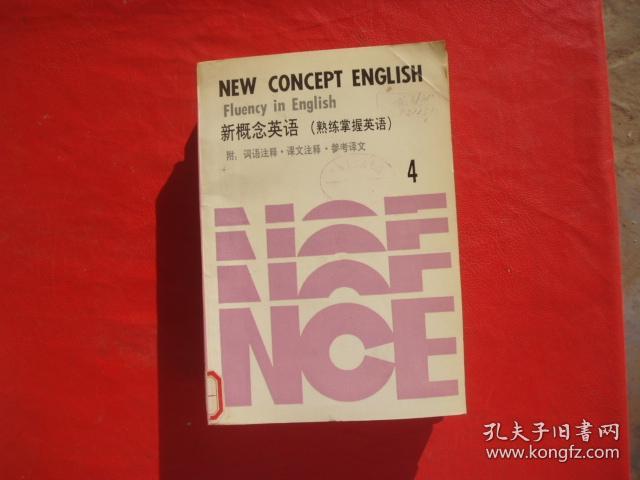 NEW CONCEPT ENGLISH
Fluency in English
新概念英语（熟练掌握英语）
附：词语注释·课文注释·参考译文
4
NCE
NCE
NCE
NCE
孔夫子旧书网
www.kongfz.com